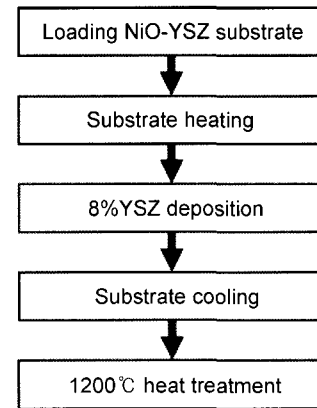 Loading NiO-YSZ substrate
Substrate heating
8%YSZ deposition
Substrate cooling
1200℃ heat treatment